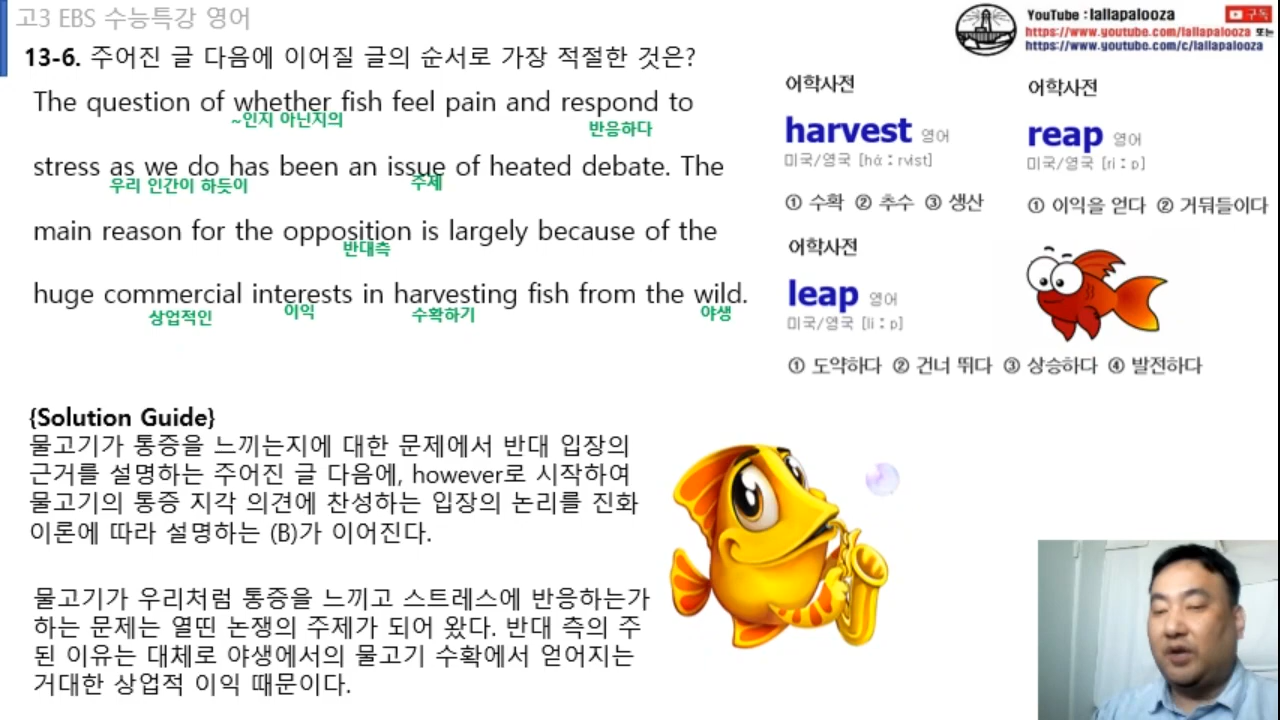 고3 EBS 수능특강 영어
13-6. 주어진 글 다음에 이어질 글의 순서로 가장 적절한 것은?
The question of whether fish feel pain and respond to
~인지 아닌지의
반응하다
stress as we do has been an issue of heated debate. The
우리 인간이 하듯이
주제
main reason for the opposition is largely because of the
반대측
huge commercial interests in harvesting fish from the wild.
상업적인
이익
수확하기
야생
YouTube : lallapalooza
구독
https://www.youtube.com/lallapalooza 또는
https://www.youtube.com/c/lallapalooza
어학사전
harvest 영어
미국/영국 [hɑːrvist]
① 수확 ② 추수 ③ 생산
어학사전
reap 영어
미국/영국 [riːp]
① 이익을 얻다 ② 거둬들이다
어학사전
leap 영어
미국/영국 [liːp]
① 도약하다 ② 건너 뛰다 ③ 상승하다 ④ 발전하다
{Solution Guide}
물고기가 통증을 느끼는지에 대한 문제에서 반대 입장의
근거를 설명하는 주어진 글 다음에, however로 시작하여
물고기의 통증 지각 의견에 찬성하는 입장의 논리를 진화
이론에 따라 설명하는 (B)가 이어진다.
물고기가 우리처럼 통증을 느끼고 스트레스에 반응하는가
하는 문제는 열띤 논쟁의 주제가 되어 왔다. 반대 측의 주
된 이유는 대체로 야생에서의 물고기 수확에서 얻어지는
거대한 상업적 이익 때문이다.